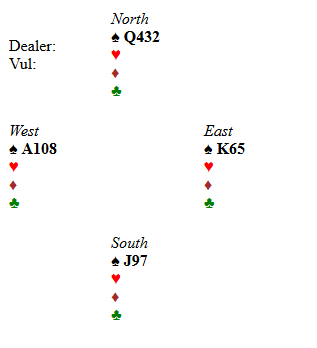 North
♠ Q432
♥
♦
♣
Dealer:
Vul:
West
♠ A108
♥
♦
♣
East
♠ K65
♥
♦
♣
South
♠ J97
♥
♦
♣